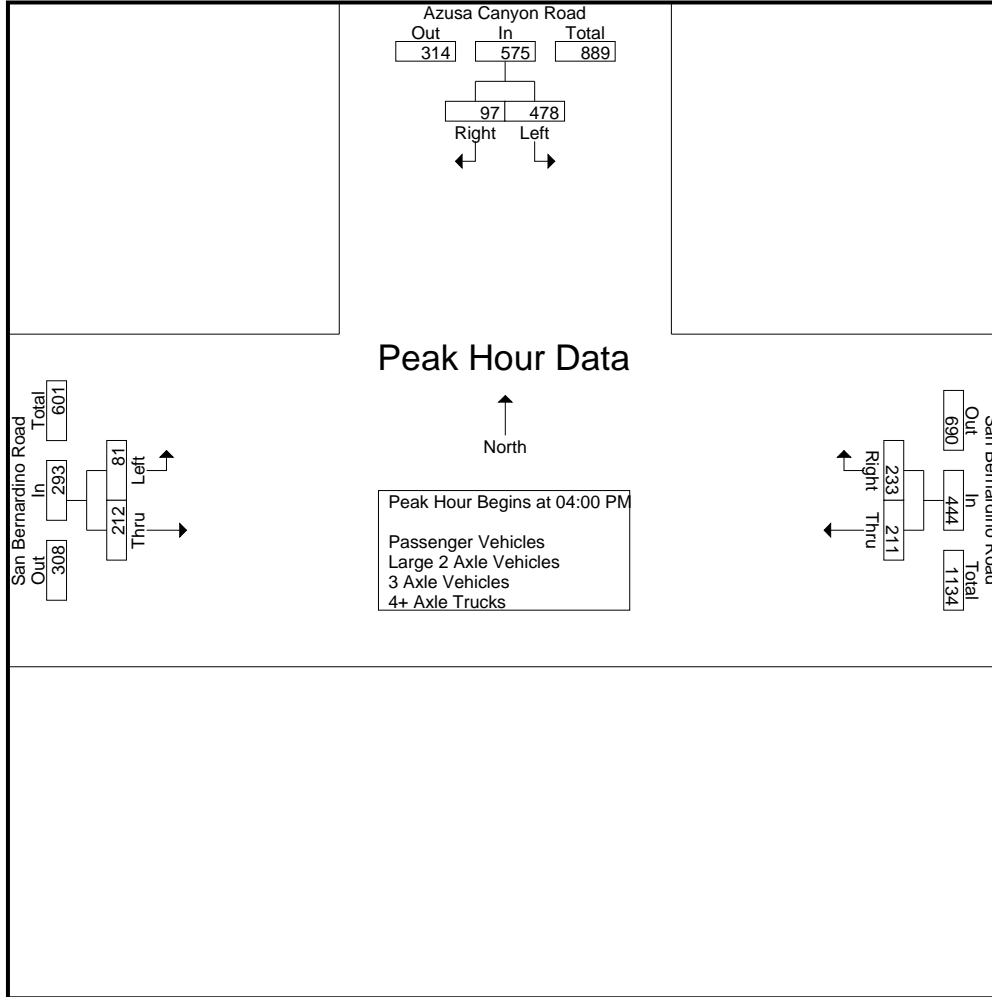 Azusa Canyon Road
Out In Total
314 575 889
97 478
Right Left
Peak Hour Data
North
Peak Hour Begins at 04:00 PM
Passenger Vehicles
Large 2 Axle Vehicles
3 Axle Vehicles
4+ Axle Trucks
San Bernardino Road
Out In Total
308 293 601
212 81
Thru Left
San Bernardino Road
Out In Total
690 444 1134
233 211
Right Thru